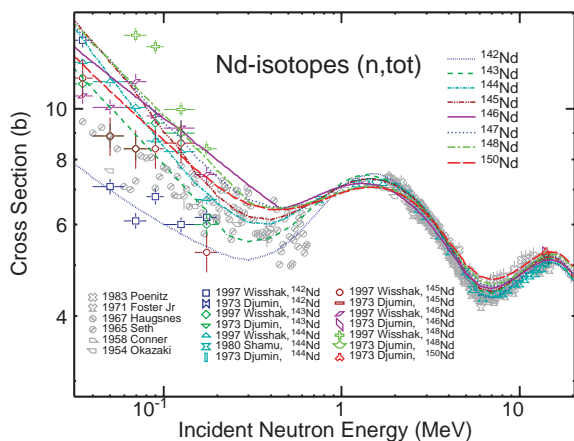 Nd-isotopes (n,tot)
¹⁴²Nd
¹⁴³Nd
¹⁴⁴Nd
¹⁴⁵Nd
¹⁴⁶Nd
¹⁴⁷Nd
¹⁴⁸Nd
¹⁵⁰Nd
Cross Section (b)
10
8
6
4
1983 Poenitz
1971 Foster Jr
1967 Haugsnes
1965 Seth
1958 Conner
1954 Okazaki
1997 Wisshak, ¹⁴²Nd
1973 Djumin, ¹⁴²Nd
1997 Wisshak, ¹⁴³Nd
1973 Djumin, ¹⁴³Nd
1997 Wisshak, ¹⁴⁴Nd
1980 Shamu, ¹⁴⁴Nd
1973 Djumin, ¹⁴⁴Nd
1997 Wisshak, ¹⁴⁵Nd
1973 Djumin, ¹⁴⁵Nd
1997 Wisshak, ¹⁴⁶Nd
1973 Djumin, ¹⁴⁶Nd
1997 Wisshak, ¹⁴⁸Nd
1973 Djumin, ¹⁴⁸Nd
1973 Djumin, ¹⁵⁰Nd
10⁻¹ 1 10
Incident Neutron Energy (MeV)